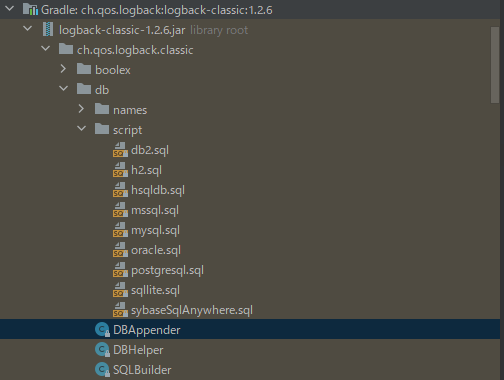 Gradle: ch.qos.logback:logback-classic:1.2.6
logback-classic-1.2.6.jar library root
ch.qos.logback.classic
boolex
db
names
script
db2.sql
h2.sql
hsqldb.sql
mssql.sql
mysql.sql
oracle.sql
postgresql.sql
sqllite.sql
sybaseSqlAnywhere.sql
DBAppender
DBHelper
SQLBuilder